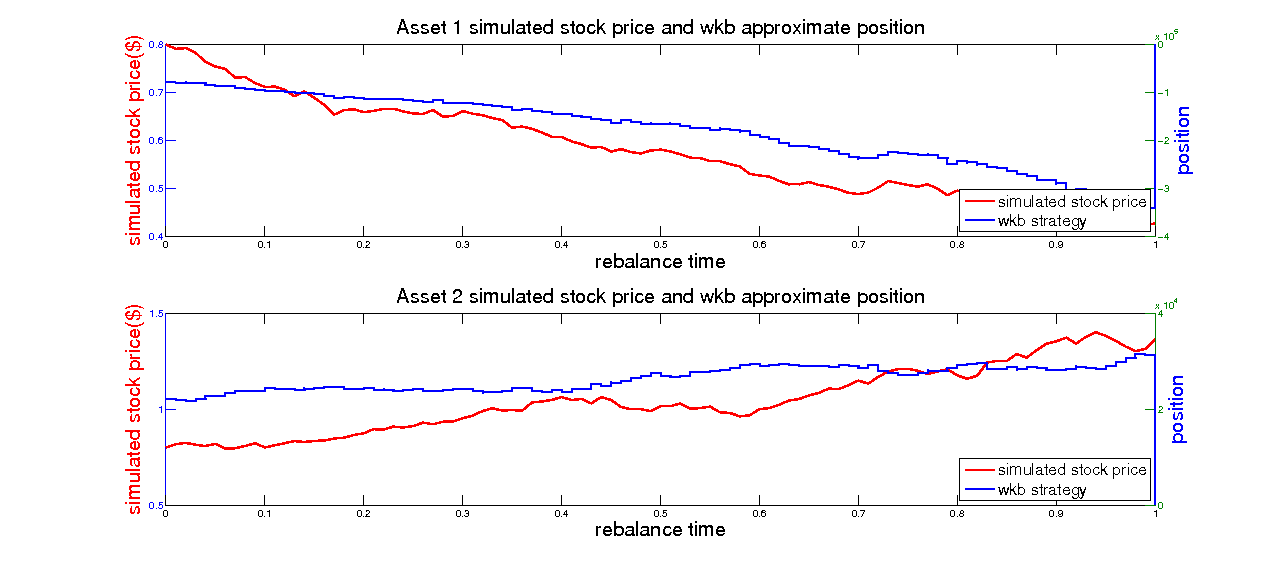 Asset 1 simulated stock price and wkb approximate position
x 10^5
simulated stock price($)
0.8
0.7
0.6
0.5
0.4
0
−1
−2
−3
−4
position
simulated stock price
wkb strategy
0 0.1 0.2 0.3 0.4 0.5 0.6 0.7 0.8 0.9 1
rebalance time
Asset 2 simulated stock price and wkb approximate position
x 10^4
simulated stock price($)
1.5
1
0.5
4
2
0
position
simulated stock price
wkb strategy
0 0.1 0.2 0.3 0.4 0.5 0.6 0.7 0.8 0.9 1
rebalance time